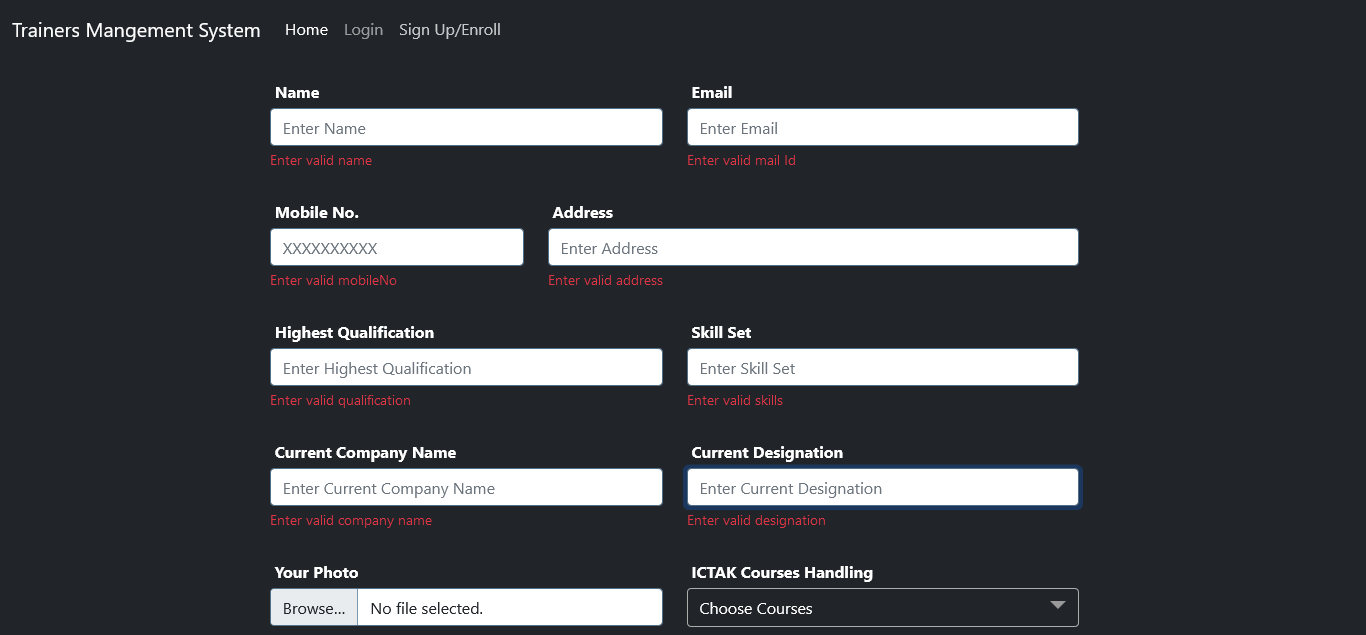 Trainers Mangement System Home Login Sign Up/Enroll
Name Email
Enter Name Enter Email
Enter valid name Enter valid mail Id
Mobile No. Address
XXXXXXXXXX Enter Address
Enter valid mobileNo Enter valid address
Highest Qualification Skill Set
Enter Highest Qualification Enter Skill Set
Enter valid qualification Enter valid skills
Current Company Name Current Designation
Enter Current Company Name Enter Current Designation
Enter valid company name Enter valid designation
Your Photo ICTAK Courses Handling
Browse... No file selected. Choose Courses